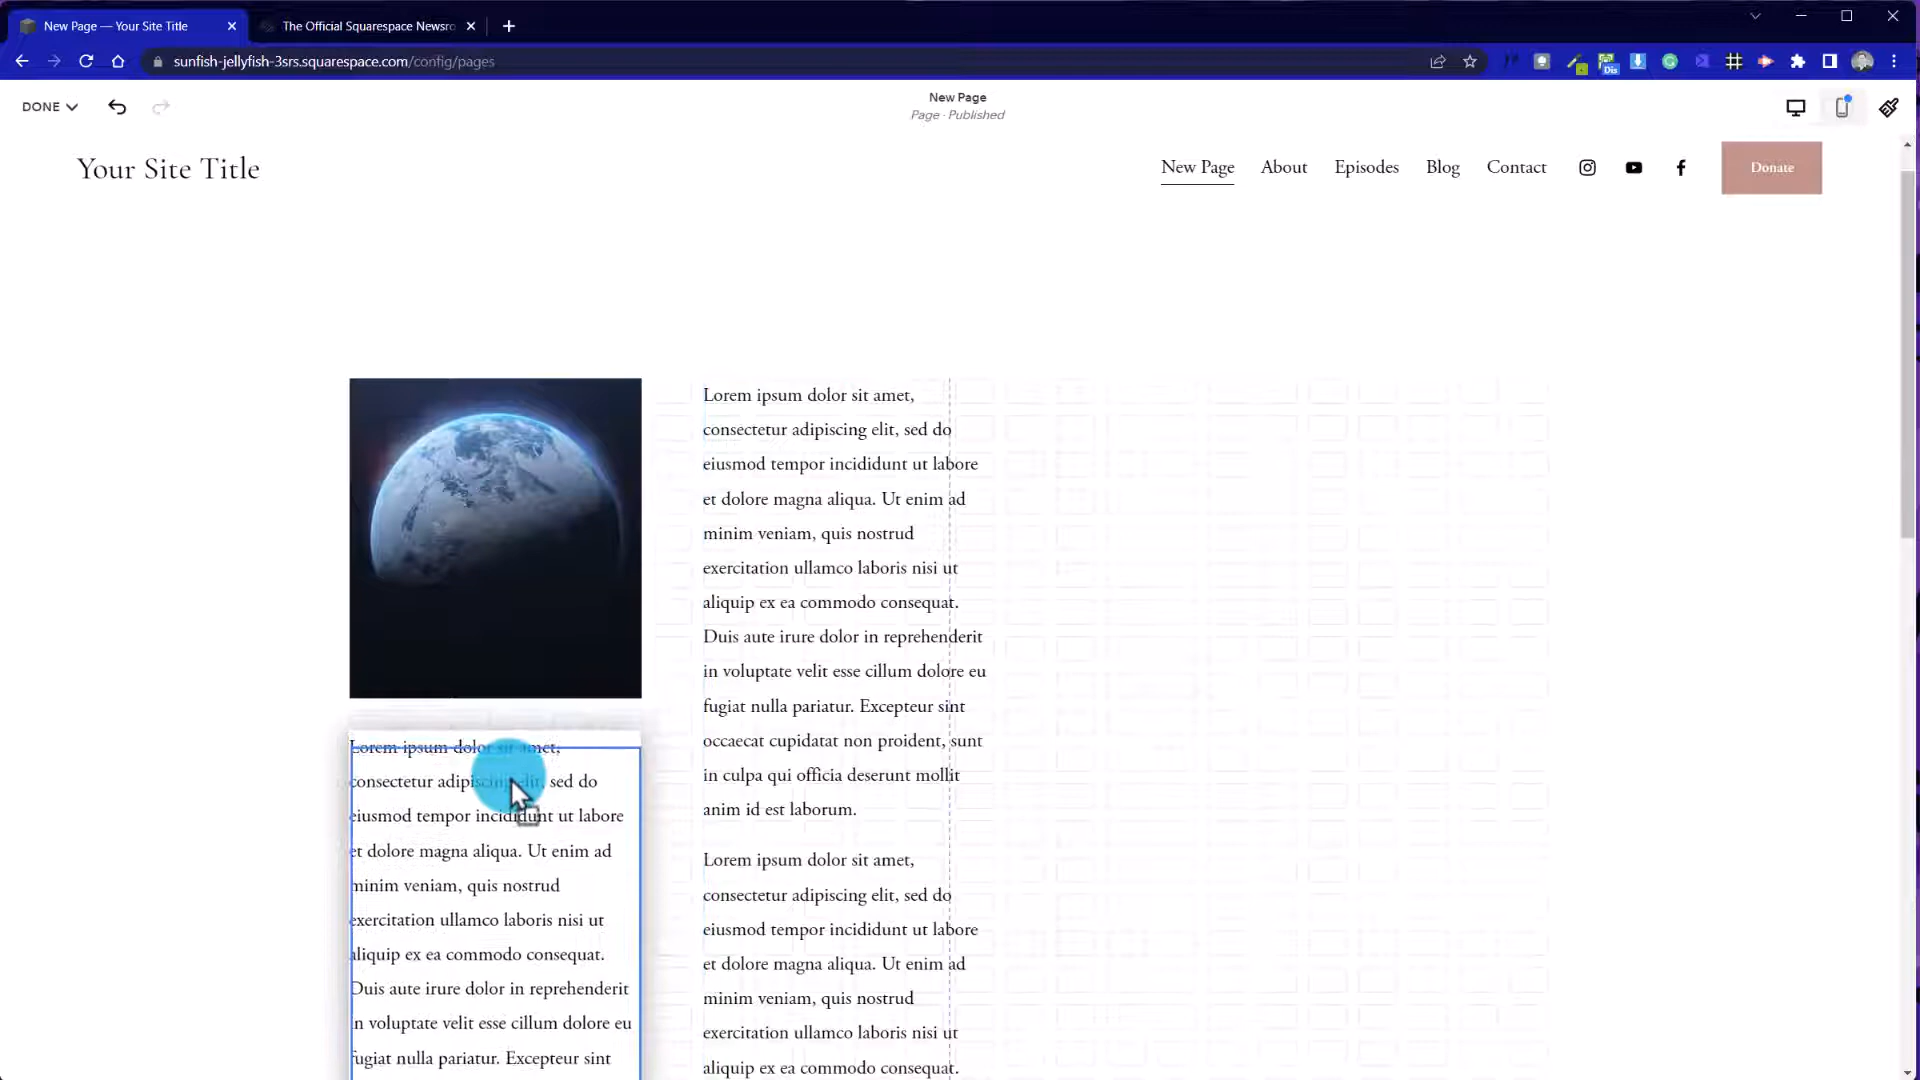 New Page — Your Site Title
The Official Squarespace Newsro
sunfish-jellyfish-3srs.squarespace.com/config/pages
Dis
DONE
New Page
Page · Published
Your Site Title
New Page
About
Episodes
Blog
Contact
Donate
Lorem ipsum dolor sit amet,
consectetur adipiscing elit, sed do
eiusmod tempor incididunt ut labore
et dolore magna aliqua. Ut enim ad
minim veniam, quis nostrud
exercitation ullamco laboris nisi ut
aliquip ex ea commodo consequat.
Duis aute irure dolor in reprehenderit
in voluptate velit esse cillum dolore eu
fugiat nulla pariatur. Excepteur sint
Lorem ipsum dolor sit amet,
consectetur adipiscing elit, sed do
eiusmod tempor incididunt ut labore
et dolore magna aliqua. Ut enim ad
minim veniam, quis nostrud
exercitation ullamco laboris nisi ut
aliquip ex ea commodo consequat.
Duis aute irure dolor in reprehenderit
in voluptate velit esse cillum dolore eu
fugiat nulla pariatur. Excepteur sint
occaecat cupidatat non proident, sunt
in culpa qui officia deserunt mollit
anim id est laborum.
Lorem ipsum dolor sit amet,
consectetur adipiscing elit, sed do
eiusmod tempor incididunt ut labore
et dolore magna aliqua. Ut enim ad
minim veniam, quis nostrud
exercitation ullamco laboris nisi ut
aliquip ex ea commodo consequat.